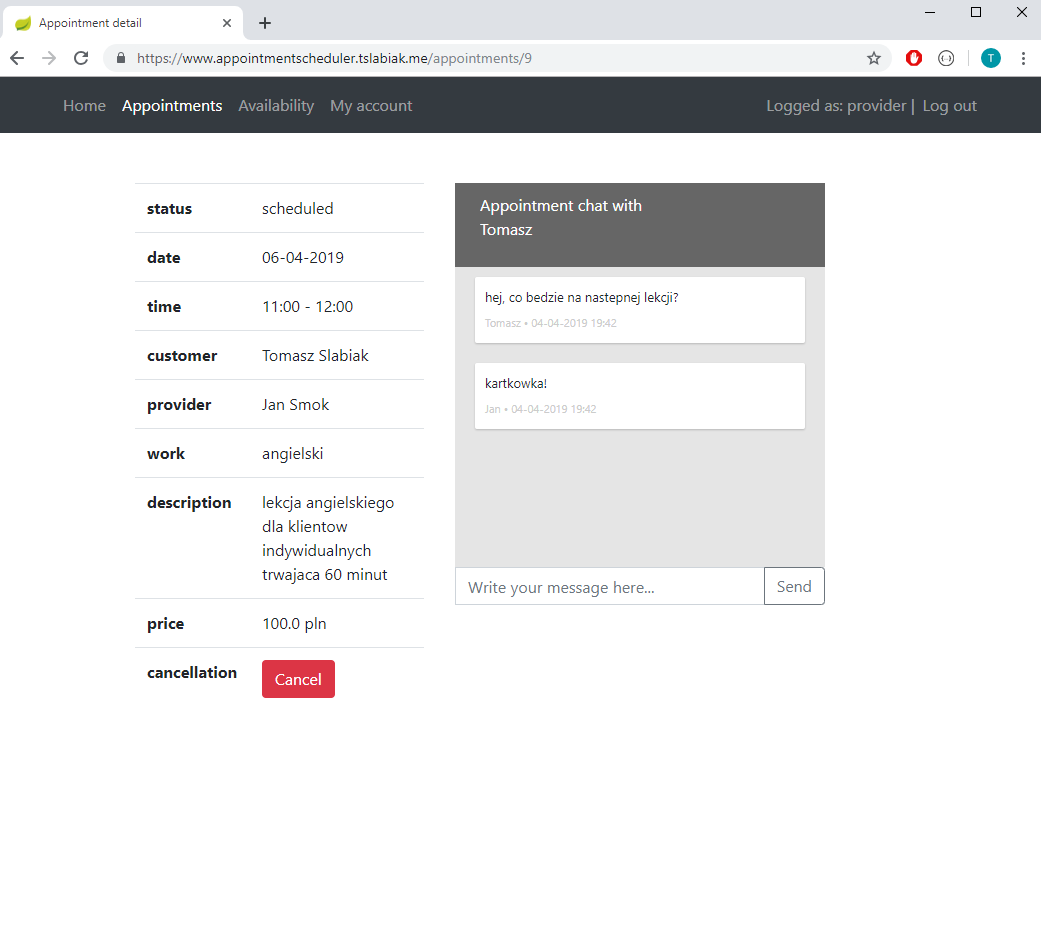 Appointment detail
https://www.appointmentscheduler.tslabiak.me/appointments/9
T
Home Appointments Availability My account Logged as: provider | Log out
status scheduled
date 06-04-2019
time 11:00 - 12:00
customer Tomasz Slabiak
provider Jan Smok
work angielski
description lekcja angielskiego
dla klientow
indywidualnych
trwajaca 60 minut
price 100.0 pln
cancellation Cancel
Appointment chat with
Tomasz
hej, co bedzie na nastepnej lekcji?
Tomasz • 04-04-2019 19:42
kartkowka!
Jan • 04-04-2019 19:42
Write your message here... Send